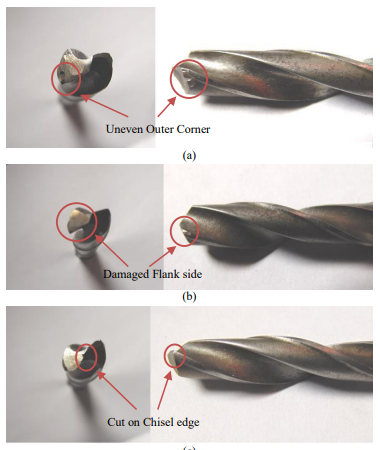 Uneven Outer Corner
(a)
Damaged Flank side
(b)
Cut on Chisel edge